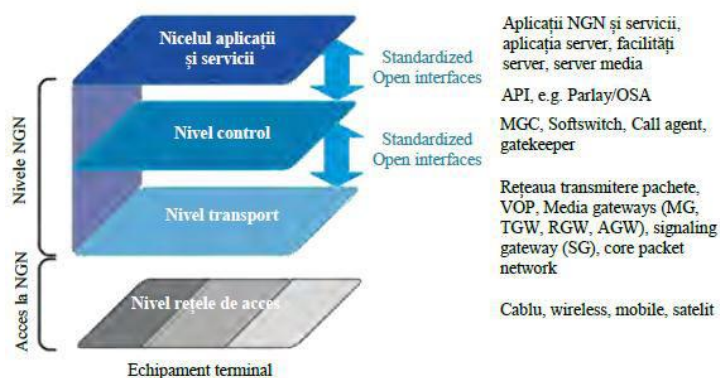 Nicelul aplicații
și servicii
Standardized
Open interfaces
Aplicații NGN și servicii,
aplicația server, facilități
server, server media
API, e.g. Parlay/OSA
Nivele NGN
Nivel control
Standardized
Open interfaces
MGC, Softswitch, Call agent,
gatekeeper
Nivel transport
Rețeaua transmitere pachete,
VOP, Media gateways (MG,
TGW, RGW, AGW), signaling
gateway (SG), core packet
network
Acces la NGN
Nivel rețele de acces
Cablu, wireless, mobile, satelit
Echipament terminal